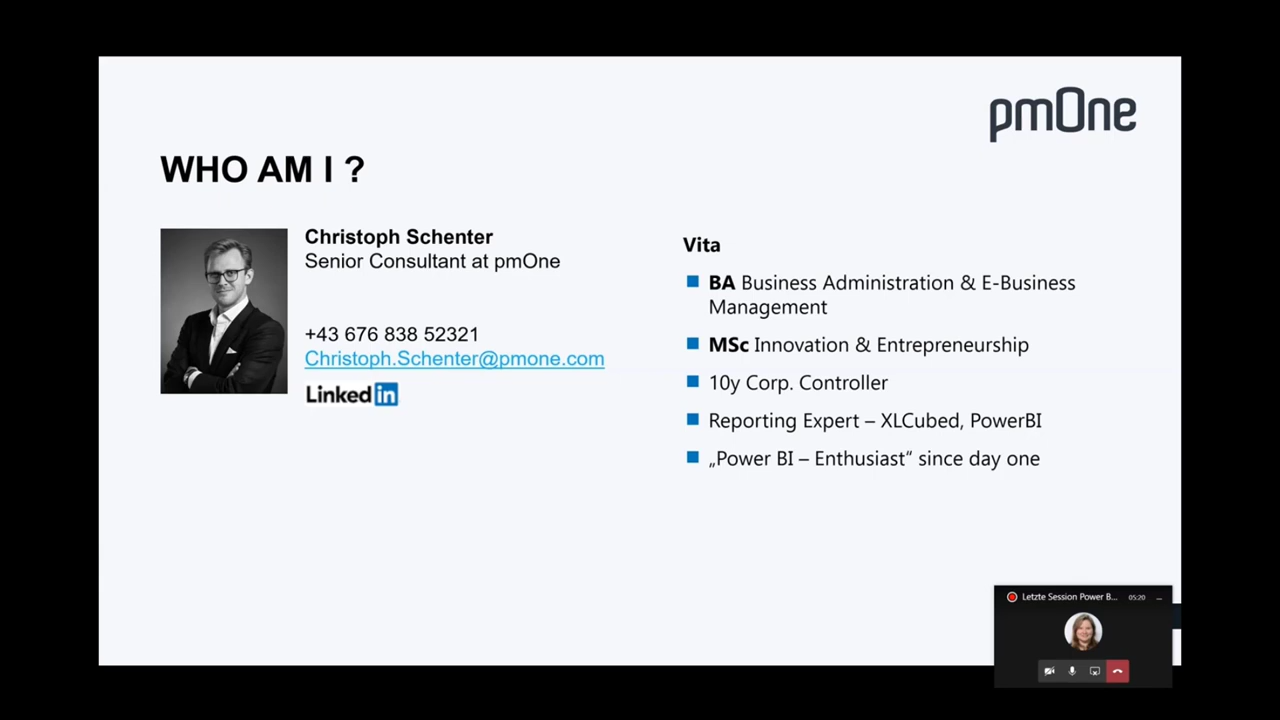 pmOne
WHO AM I ?
Christoph Schenter
Senior Consultant at pmOne
+43 676 838 52321
Christoph.Schenter@pmone.com
Linked in
Vita
BA Business Administration & E-Business
Management
MSc Innovation & Entrepreneurship
10y Corp. Controller
Reporting Expert – XLCubed, PowerBI
„Power BI – Enthusiast“ since day one
Letzte Session Power B... 05:20